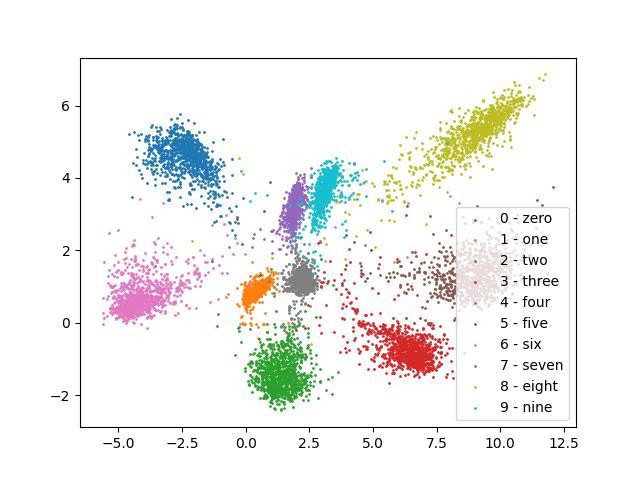 6
4
2
0
−2
0 - zero
1 - one
2 - two
3 - three
4 - four
5 - five
6 - six
7 - seven
8 - eight
9 - nine
−5.0 −2.5 0.0 2.5 5.0 7.5 10.0 12.5